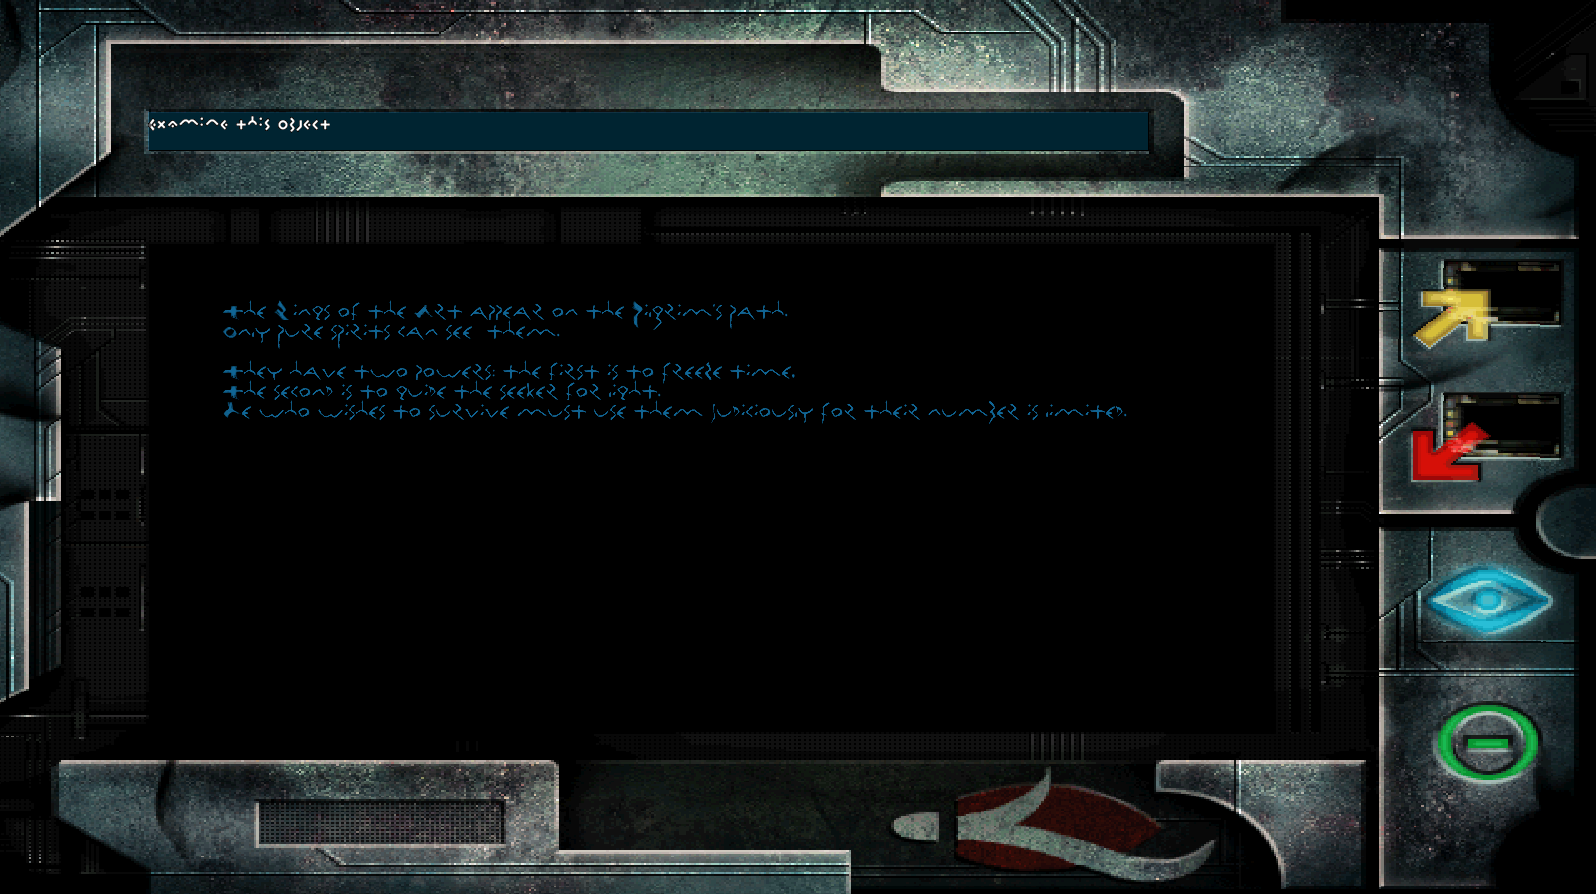 examine this object
The Rings of the Art appear on the Pilgrim's path.
Only pure spirits can see them.
They have two powers: the first is to freeze time,
the second is to guide the seeker for light.
He who wishes to survive must use them judiciously for their number is limited.